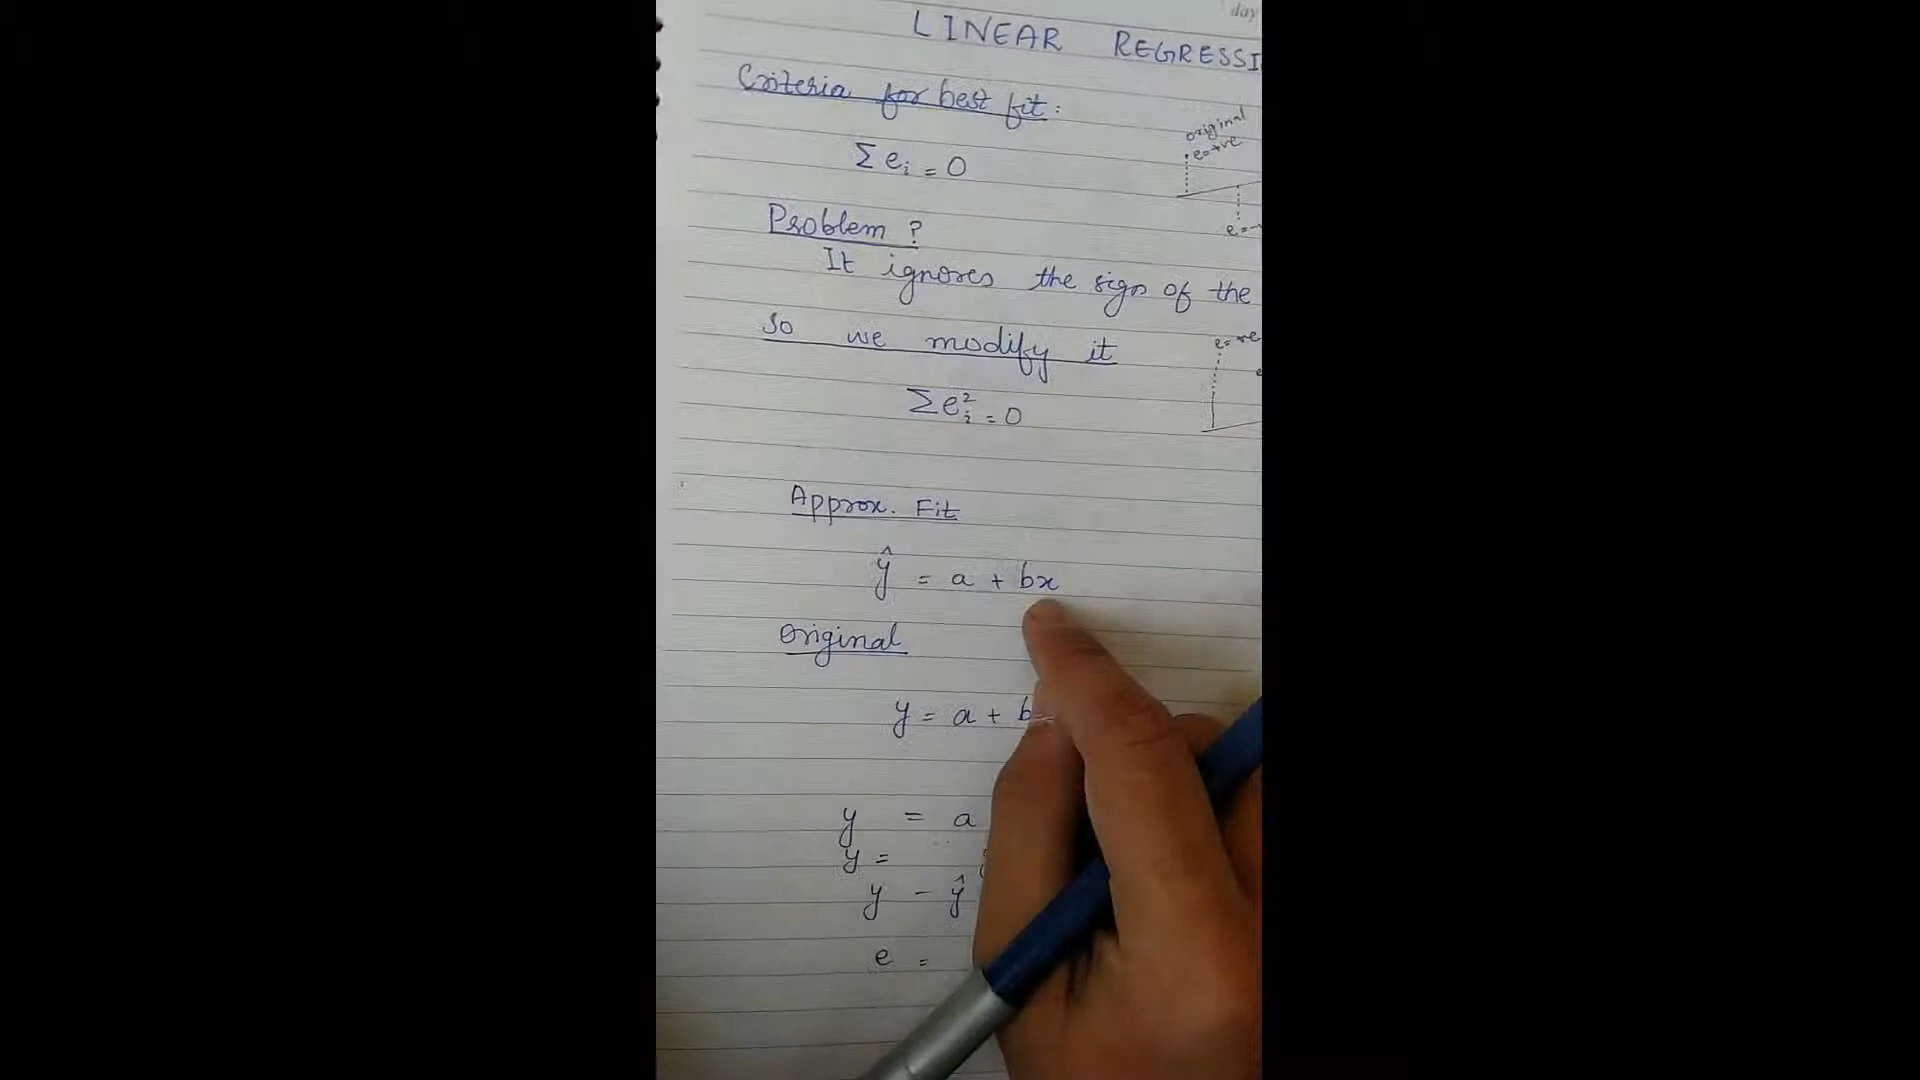 day
LINEAR REGRESSI
Criteria for best fit:
Σ eᵢ = 0
original
e=+ve
e=-
Problem ?
It ignores the sign of the
So we modify it
e=+ve
e
Σ eᵢ² = 0
Approx. Fit
ŷ = a + bx
Original
y = a + b
y = a
y =
y - ŷ
e =